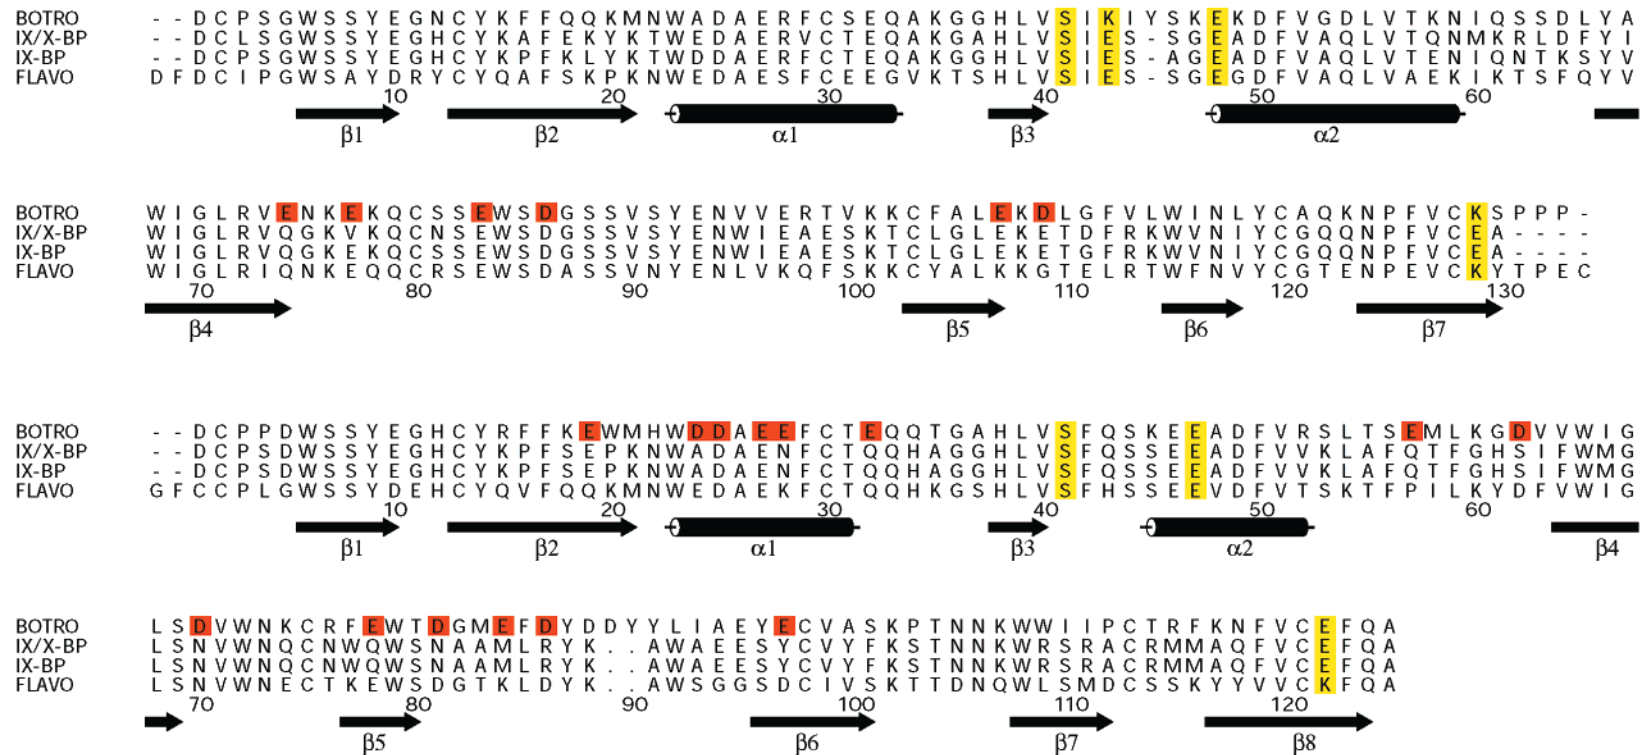 BOTRO - - D C P S G W S S Y E G N C Y K F F Q Q K M N W A D A E R F C S E Q A K G G H L V S I K I Y S K E K D F V G D L V T K N I Q S S D L Y A
IX/X-BP - - D C L S G W S S Y E G H C Y K A F E K Y K T W E D A E R V C T E Q A K G A H L V S I E S - S G E A D F V A Q L V T Q N M K R L D F Y I
IX-BP - - D C P S G W S S Y E G H C Y K P F K L Y K T W D D A E R F C T E Q A K G G H L V S I E S - A G E A D F V A Q L V T E N I Q N T K S Y V
FLAVO D F D C I P G W S A Y D R Y C Y Q A F S K P K N W E D A E S F C E E G V K T S H L V S I E S - S G E G D F V A Q L V A E K I K T S F Q Y V
10 20 30 40 50 60
β1 β2 α1 β3 α2
BOTRO W I G L R V E N K E K Q C S S E W S D G S S V S Y E N V V E R T V K K C F A L E K D L G F V L W I N L Y C A Q K N P F V C K S P P P -
IX/X-BP W I G L R V Q G K V K Q C N S E W S D G S S V S Y E N W I E A E S K T C L G L E K E T D F R K W V N I Y C G Q Q N P F V C E A - - - -
IX-BP W I G L R V Q G K E K Q C S S E W S D G S S V S Y E N W I E A E S K T C L G L E K E T G F R K W V N I Y C G Q Q N P F V C E A - - - -
FLAVO W I G L R I Q N K E Q Q C R S E W S D A S S V N Y E N L V K Q F S K K C Y A L K K G T E L R T W F N V Y C G T E N P E V C K Y T P E C
70 80 90 100 110 120 130
β4 β5 β6 β7
BOTRO - - D C P P D W S S Y E G H C Y R F F K E W M H W D D A E E F C T E Q Q T G A H L V S F Q S K E E A D F V R S L T S E M L K G D V V W I G
IX/X-BP - - D C P S D W S S Y E G H C Y K P F S E P K N W A D A E N F C T Q Q H A G G H L V S F Q S S E E A D F V V K L A F Q T F G H S I F W M G
IX-BP - - D C P S D W S S Y E G H C Y K P F S E P K N W A D A E N F C T Q Q H A G G H L V S F Q S S E E A D F V V K L A F Q T F G H S I F W M G
FLAVO G F C C P L G W S S Y D E H C Y Q V F Q Q K M N W E D A E K F C T Q Q H K G S H L V S F H S S E E V D F V T S K T F P I L K Y D F V W I G
10 20 30 40 50 60
β1 β2 α1 β3 α2 β4
BOTRO L S D V W N K C R F E W T D G M E F D Y D D Y Y L I A E Y E C V A S K P T N N K W W I I P C T R F K N F V C E F Q A
IX/X-BP L S N V W N Q C N W Q W S N A A M L R Y K . . A W A E E S Y C V Y F K S T N N K W R S R A C R M M A Q F V C E F Q A
IX-BP L S N V W N Q C N W Q W S N A A M L R Y K . . A W A E E S Y C V Y F K S T N N K W R S R A C R M M A Q F V C E F Q A
FLAVO L S N V W N E C T K E W S D G T K L D Y K . . A W S G G S D C I V S K T T D N Q W L S M D C S S K Y Y V V C K F Q A
70 80 90 100 110 120
β5 β6 β7 β8